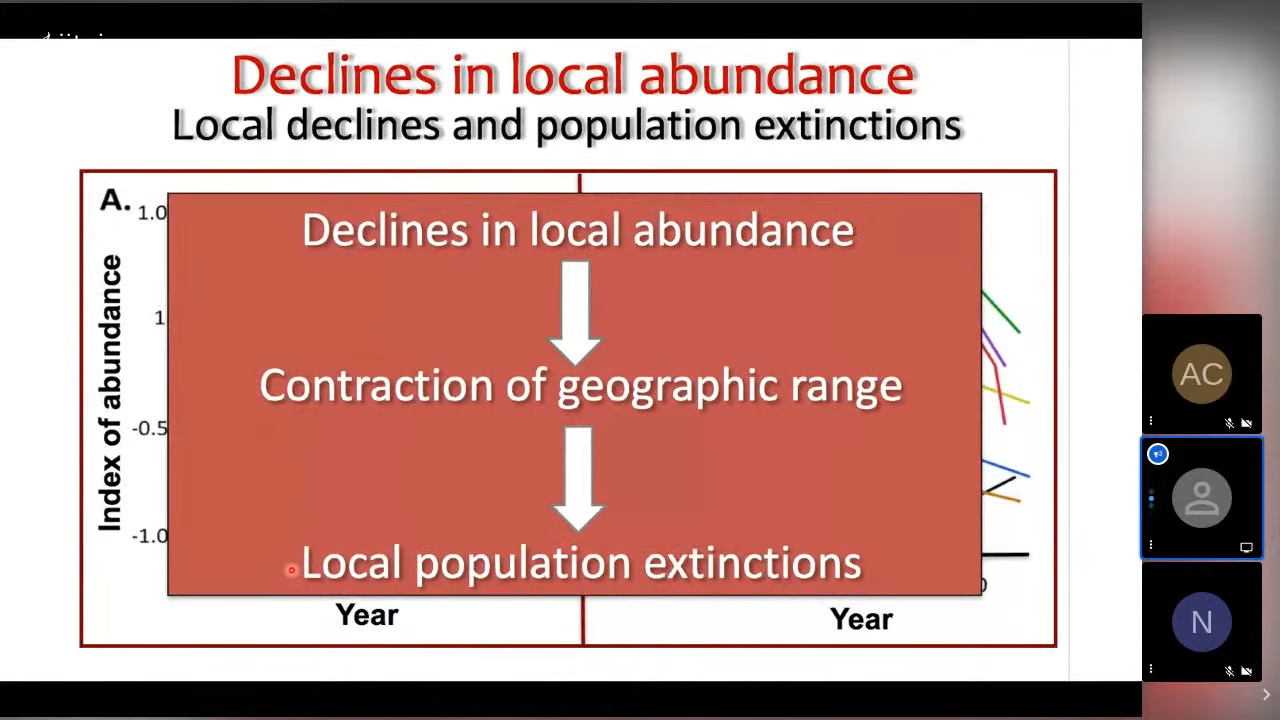 Declines in local abundance
Local declines and population extinctions
A.
1.0
1
-0.5
-1.0
Index of abundance
Declines in local abundance
Contraction of geographic range
Local population extinctions
Year
Year
AC
N